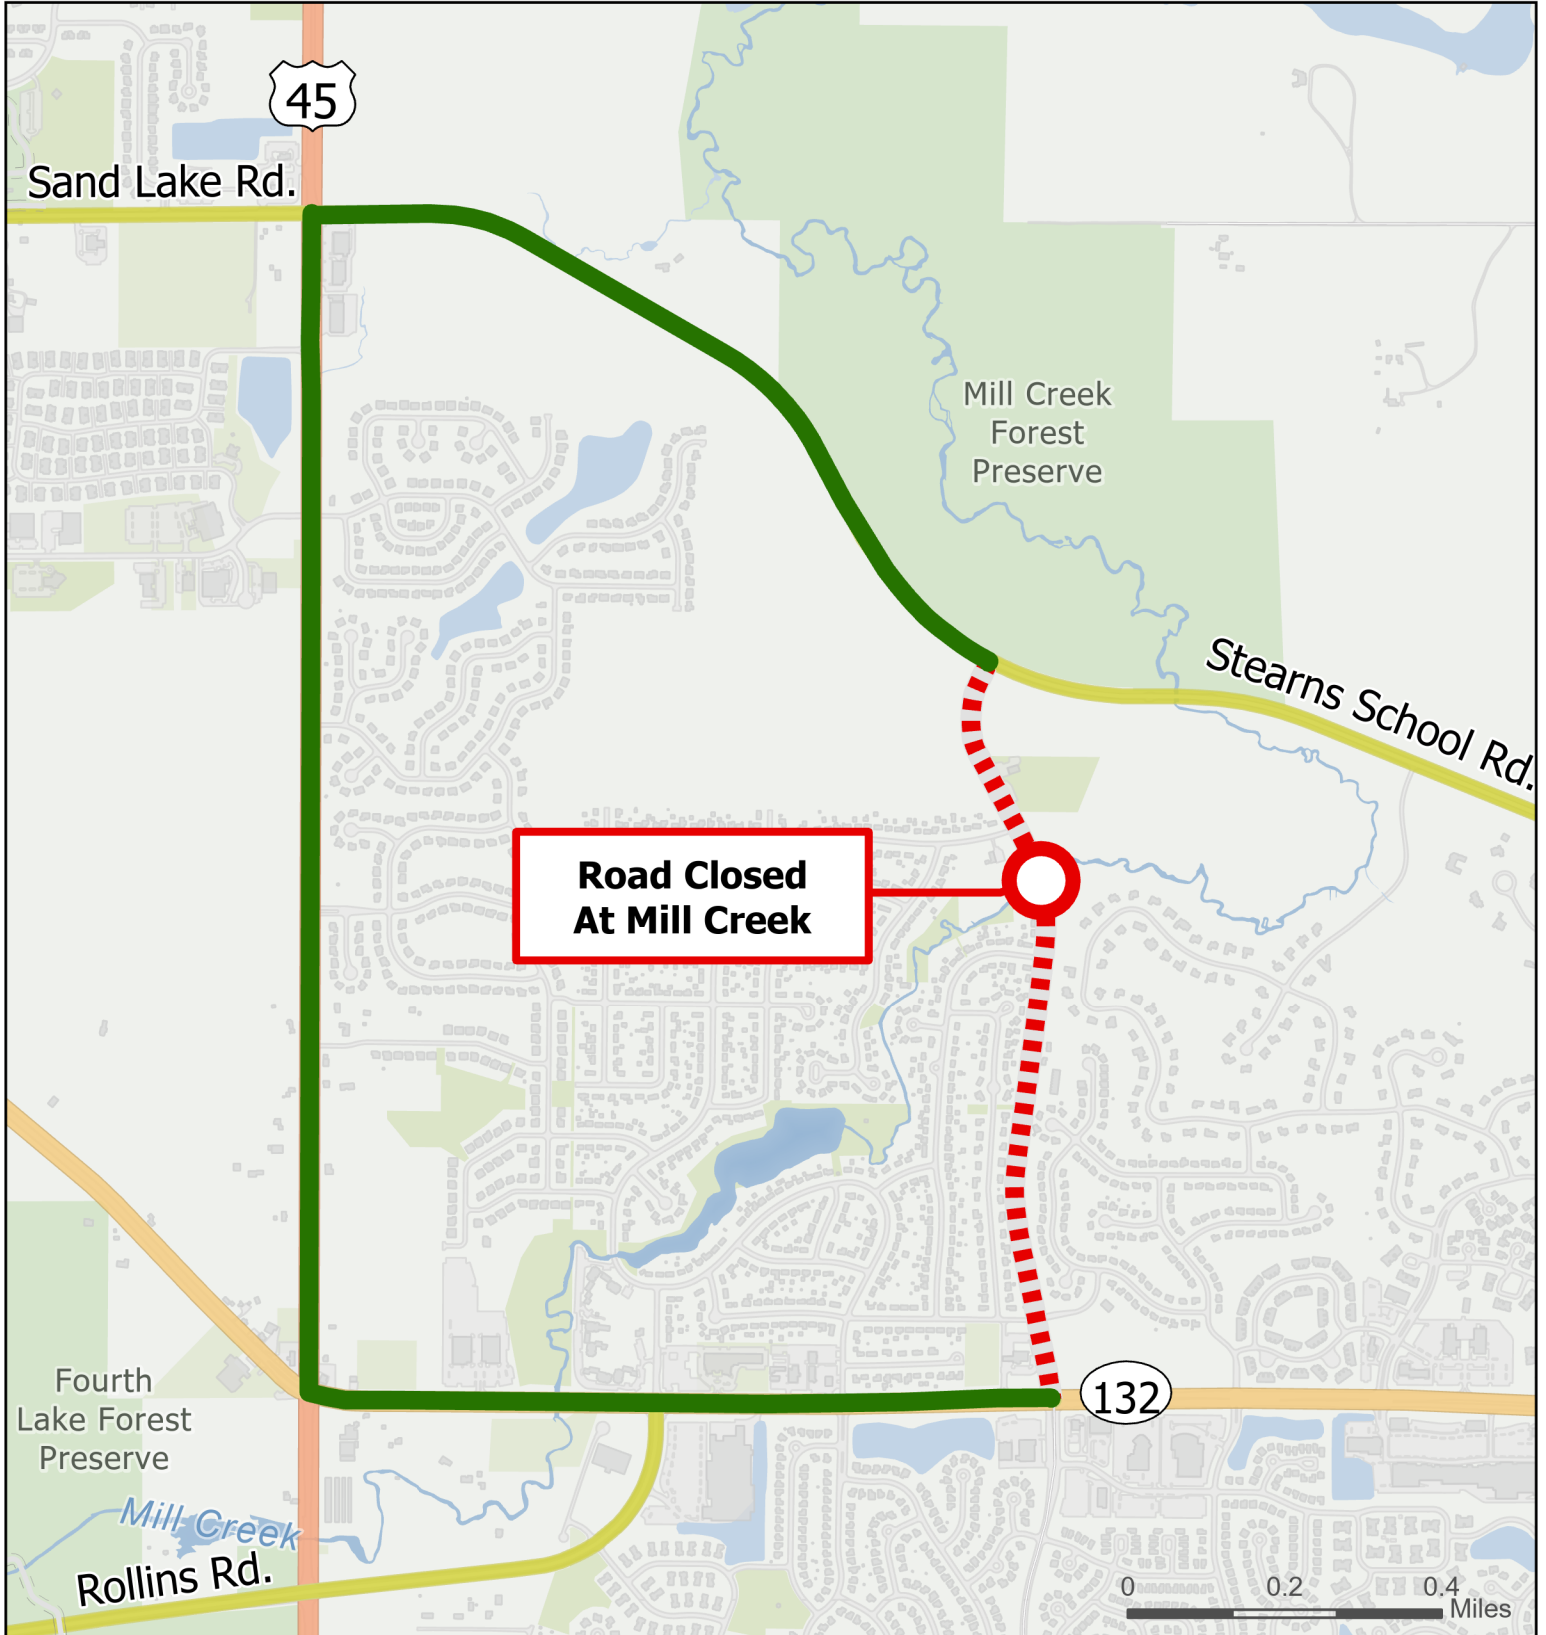 45
Sand Lake Rd.
Mill Creek
Forest
Preserve
Stearns School Rd.
Road Closed
At Mill Creek
132
Fourth
Lake Forest
Preserve
Mill Creek
Rollins Rd.
0 0.2 0.4
Miles